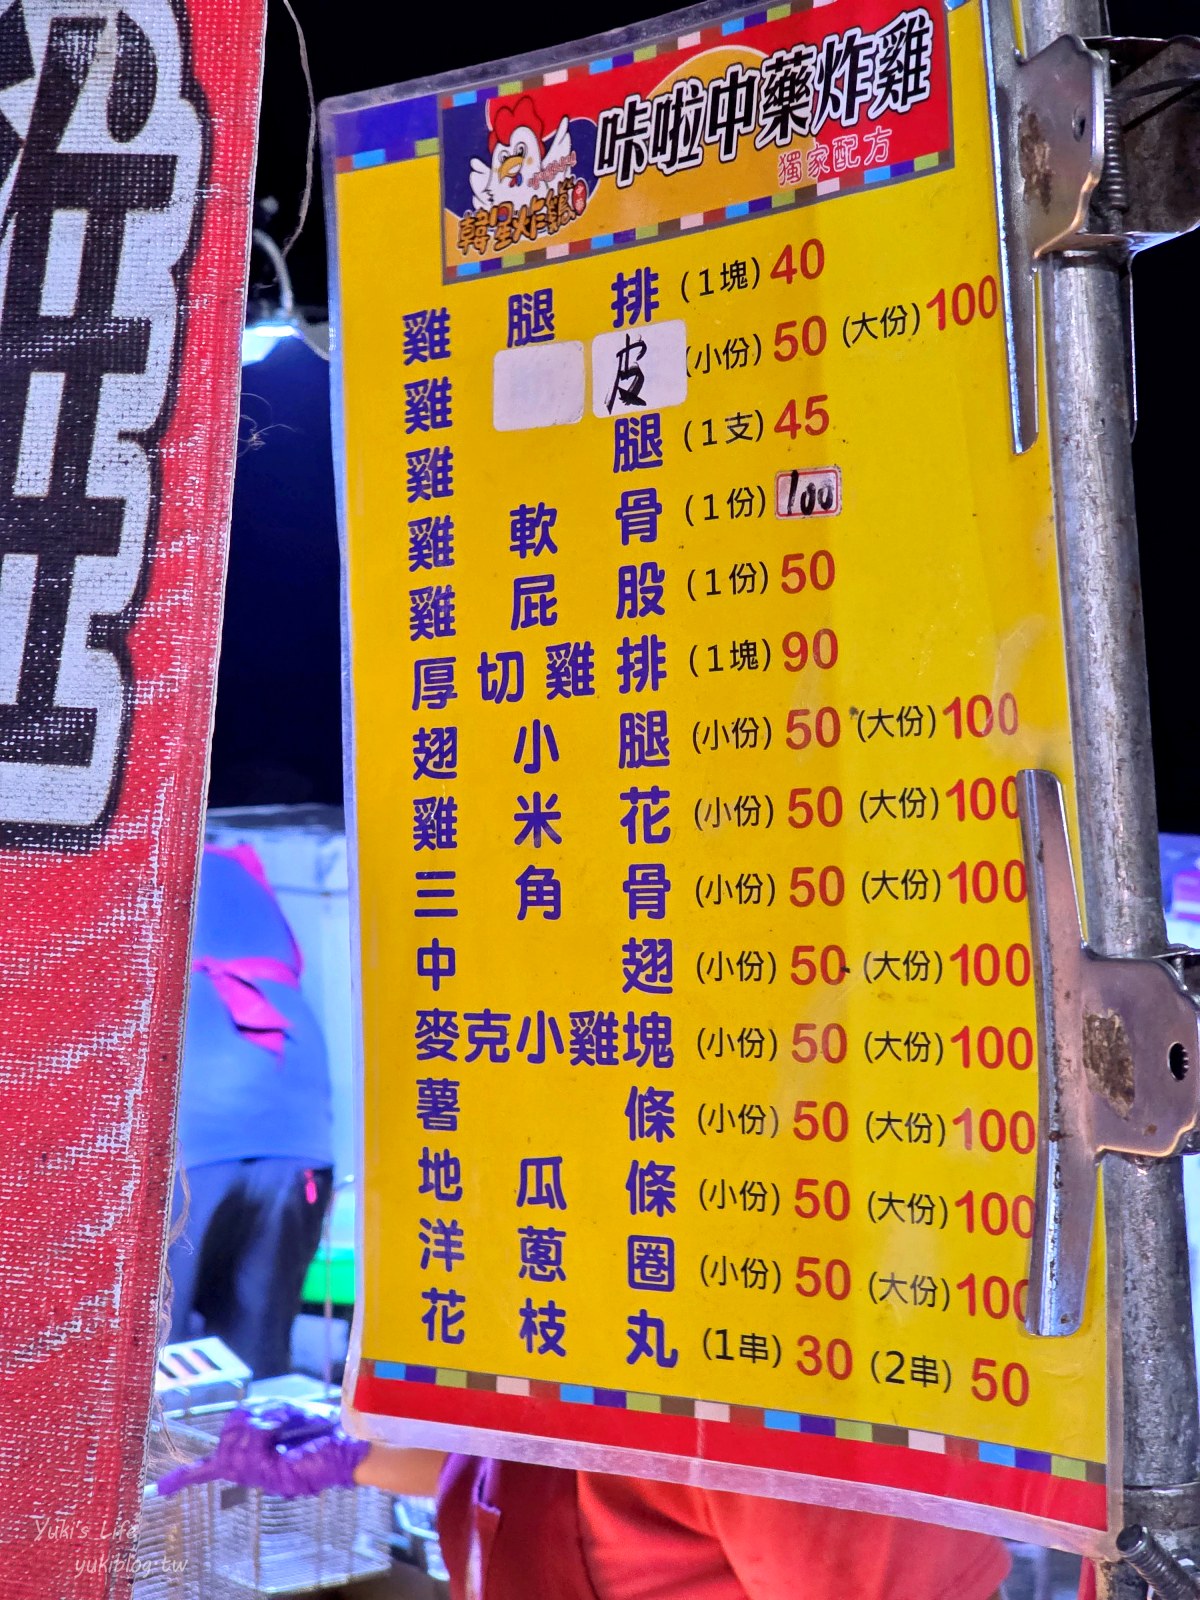 咔啦中藥炸雞
獨家配方
韓星炸雞
雞腿排(1塊)40
雞皮(小份)50(大份)100
雞腿(1支)45
雞軟骨(1份)100
雞屁股(1份)50
厚切雞排(1塊)90
翅小腿(小份)50(大份)100
雞米花(小份)50(大份)100
三角骨(小份)50(大份)100
中翅(小份)50(大份)100
麥克小雞塊(小份)50(大份)100
薯條(小份)50(大份)100
地瓜條(小份)50(大份)100
洋蔥圈(小份)50(大份)100
花枝丸(1串)30(2串)50
Yuki's Life
yukiblog.tw